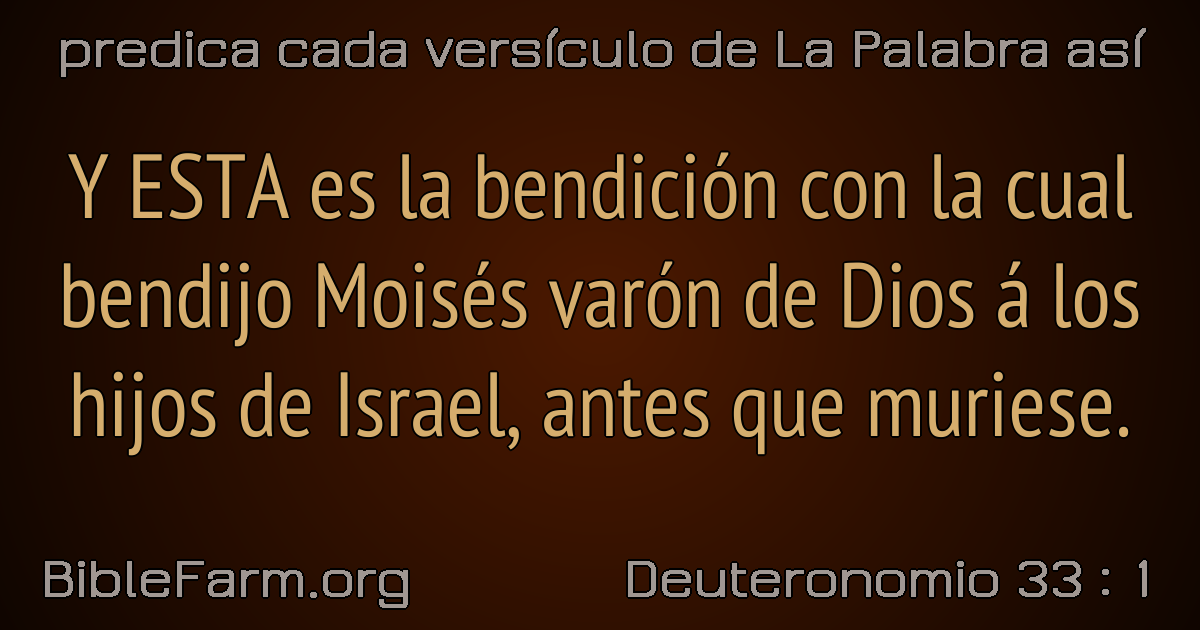 predica cada versículo de La Palabra así
Y ESTA es la bendición con la cual
bendijo Moisés varón de Dios á los
hijos de Israel, antes que muriese.
BibleFarm.org
Deuteronomio 33 : 1